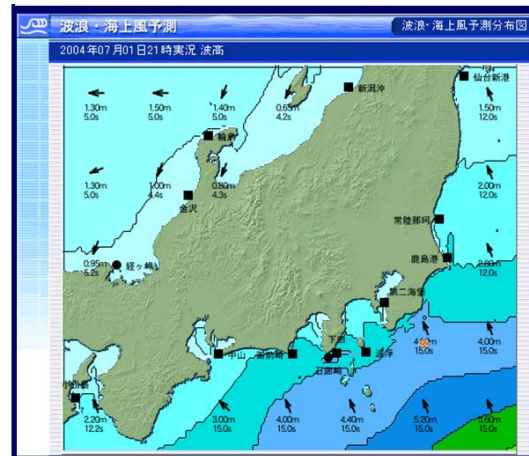 波浪・海上風予測
波浪・海上風予測分布図
2004年07月01日21時実況 波高
仙台新港
新潟沖
1.30m
5.0s
1.50m
5.0s
1.40m
5.0s
0.65m
4.2s
1.50m
12.0s
輪島
1.30m
5.0s
1.00m
4.4s
0.80m
4.3s
2.00m
12.0s
金沢
常陸那珂
0.95m
5.2s
経ヶ岬
鹿島港
2.80m
12.0s
第二海堡
下田
波浮
中山
御前崎
石廊崎
15.0s
4.00m
15.0s
2.20m
12.2s
3.00m
15.0s
4.00m
15.0s
4.40m
15.0s
5.20m
15.0s
5.60m
15.0s